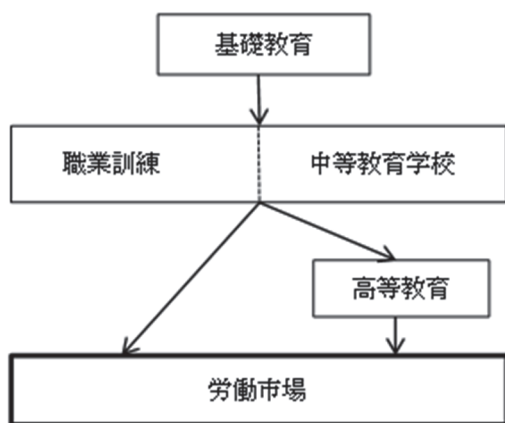 基礎教育
職業訓練
中等教育学校
高等教育
労働市場